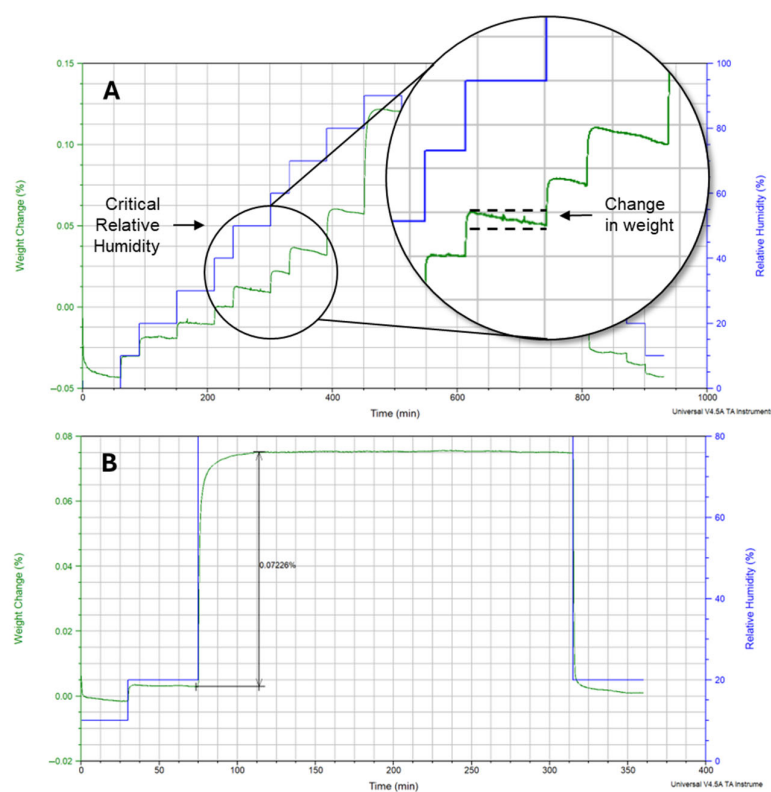 A
Weight Change (%)
0.15
0.10
0.05
0.00
–0.05
0
200
400
600
800
1000
Time (min)
100
80
60
40
20
0
Relative Humidity (%)
Critical
Relative
Humidity
Change
in weight
Universal V4.5A TA Instrument
B
Weight Change (%)
0.08
0.06
0.04
0.02
0.00
–0.02
0.07226%
0
50
100
150
200
250
300
350
400
Time (min)
80
70
60
50
40
30
20
10
0
Relative Humidity (%)
Universal V4.5A TA Instrume